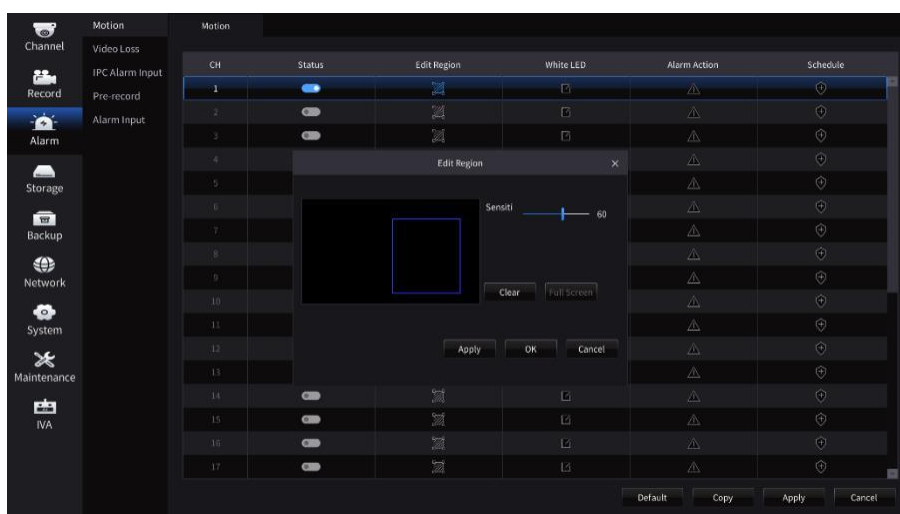 Channel
Record
Alarm
Storage
Backup
Network
System
Maintenance
IVA
Motion
Video Loss
IPC Alarm Input
Pre-record
Alarm Input
Motion
CH Status Edit Region White LED Alarm Action Schedule
1
2
3
4
5
6
7
8
9
10
11
12
13
14
15
16
17
Edit Region
Sensiti 60
Clear Full Screen
Apply OK Cancel
Default Copy Apply Cancel